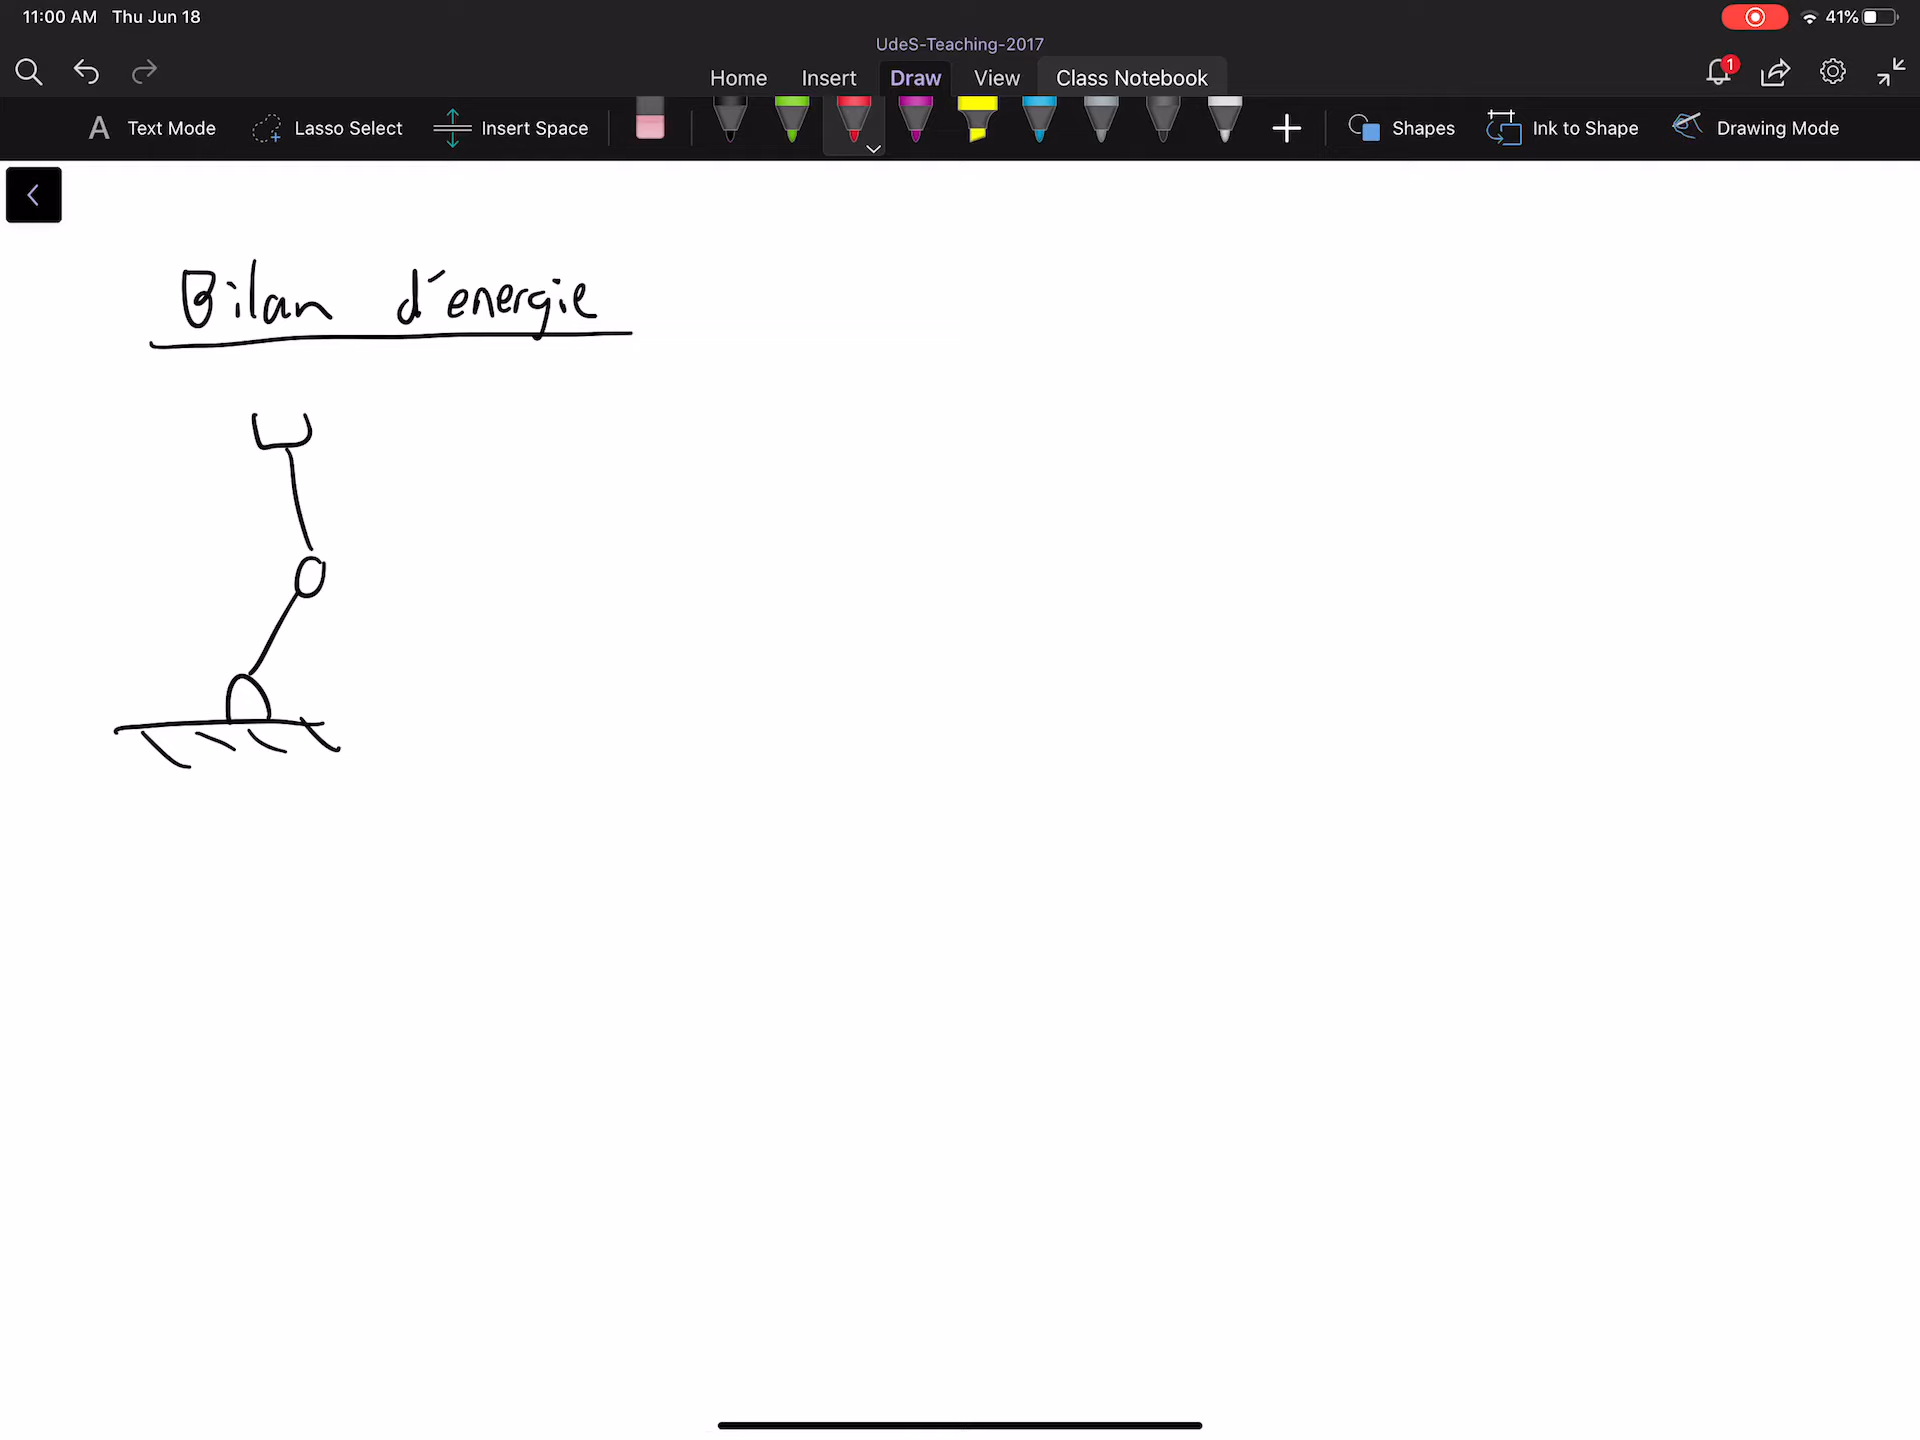 11:00 AM Thu Jun 18
41%
UdeS-Teaching-2017
Home Insert Draw View Class Notebook
1
Text Mode Lasso Select Insert Space Shapes Ink to Shape Drawing Mode
Bilan d'énergie